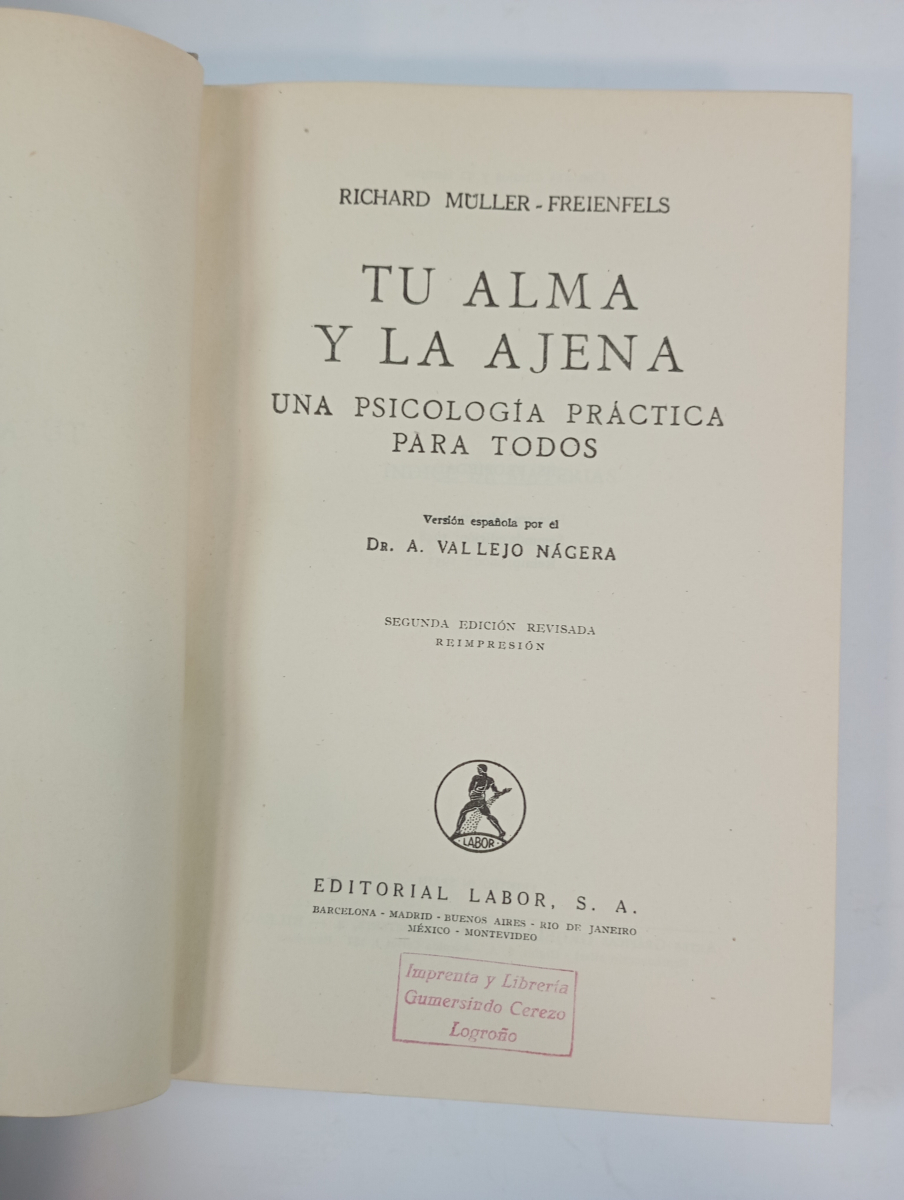 RICHARD MÜLLER-FREIENFELS
TU ALMA
Y LA AJENA
UNA PSICOLOGÍA PRÁCTICA
PARA TODOS
Versión española por el
DR. A. VALLEJO NÁGERA
SEGUNDA EDICIÓN REVISADA
REIMPRESIÓN
· LABOR ·
EDITORIAL LABOR, S. A.
BARCELONA - MADRID - BUENOS AIRES - RIO DE JANEIRO
MÉXICO - MONTEVIDEO
Imprenta y Librería
Gumersindo Cerezo
Logroño